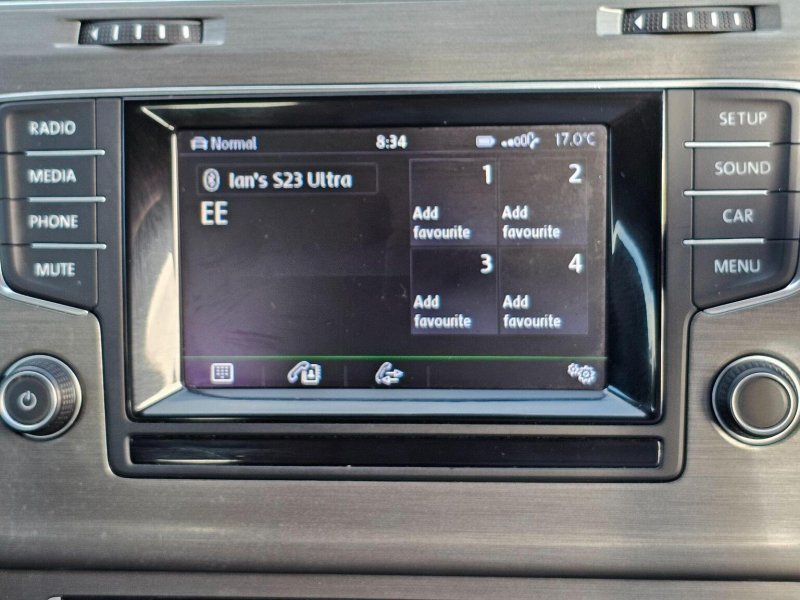 RADIO
MEDIA
PHONE
MUTE
Normal
8:34
17.0°C
Ian's S23 Ultra
EE
1
Add
favourite
2
Add
favourite
3
Add
favourite
4
Add
favourite
SETUP
SOUND
CAR
MENU